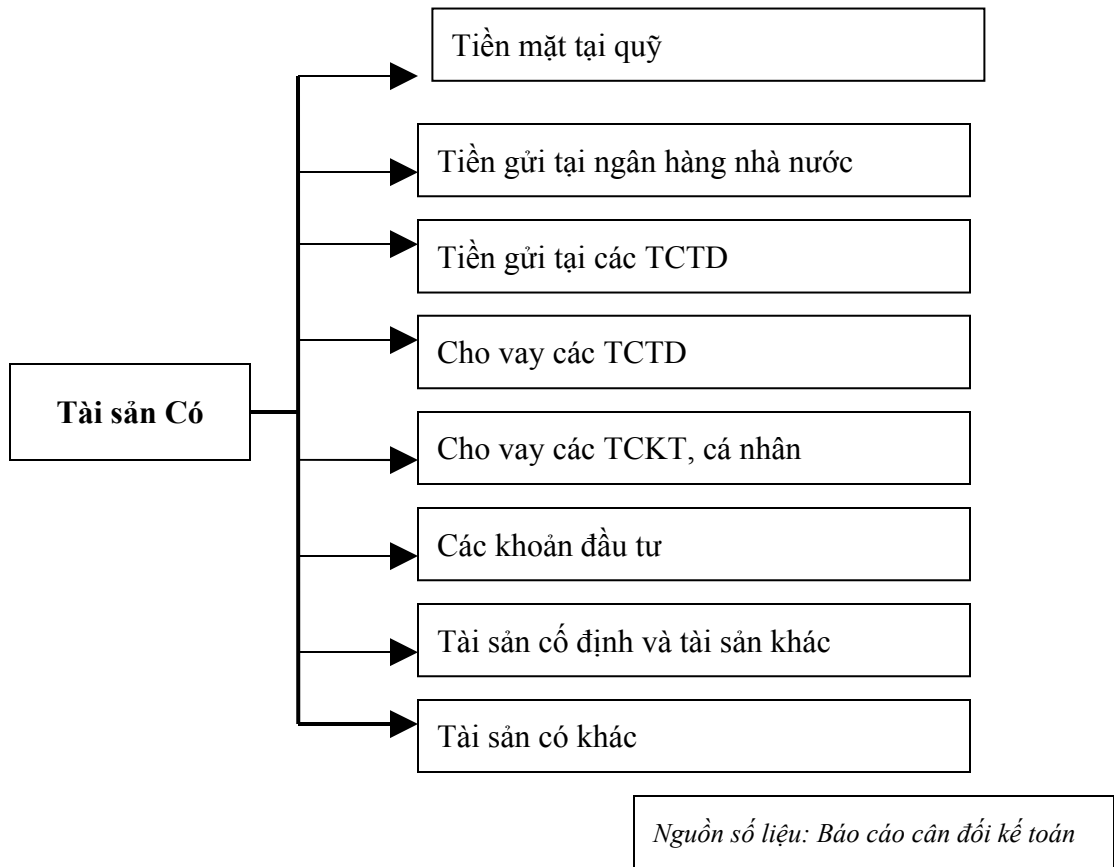 Tiền mặt tại quỹ
Tiền gửi tại ngân hàng nhà nước
Tiền gửi tại các TCTD
Cho vay các TCTD
Tài sản Có
Cho vay các TCKT, cá nhân
Các khoản đầu tư
Tài sản cố định và tài sản khác
Tài sản có khác
Nguồn số liệu: Báo cáo cân đối kế toán